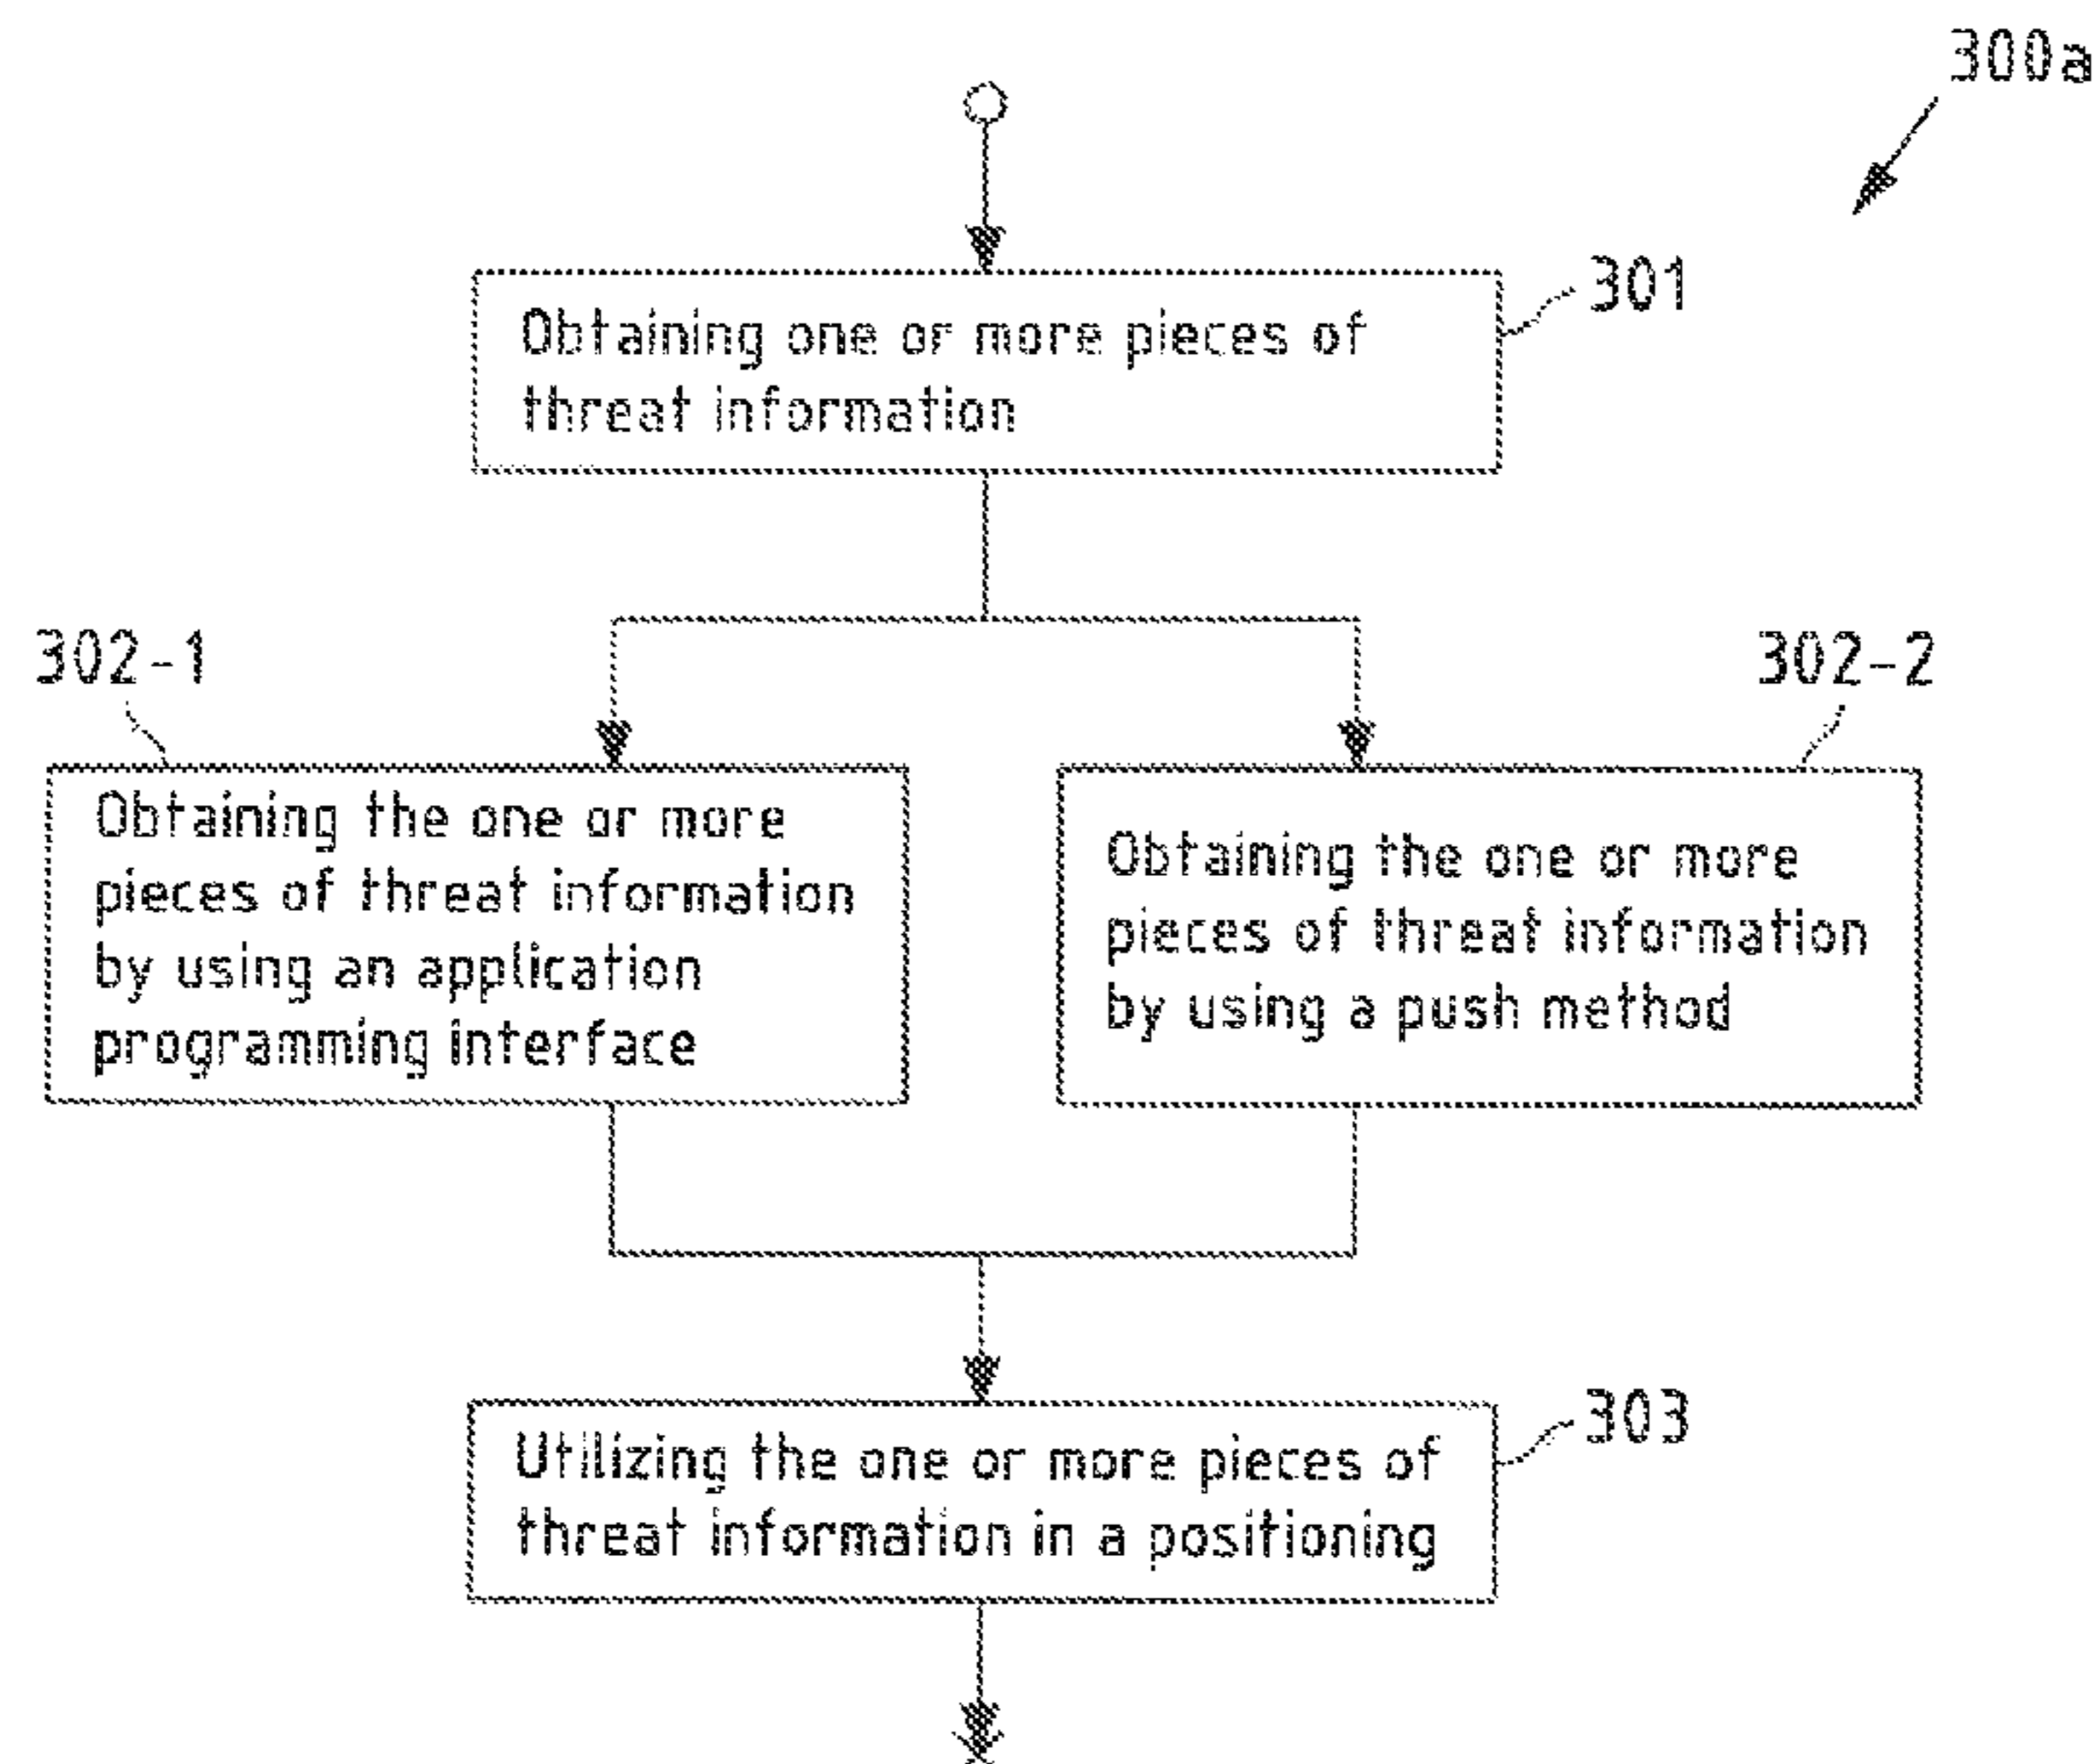 300a
301
Obtaining one or more pieces of
threat information
302-1
302-2
Obtaining the one or more
pieces of threat information
by using an application
programming interface
Obtaining the one or more
pieces of threat information
by using a push method
303
Utilizing the one or more pieces of
threat information in a positioning